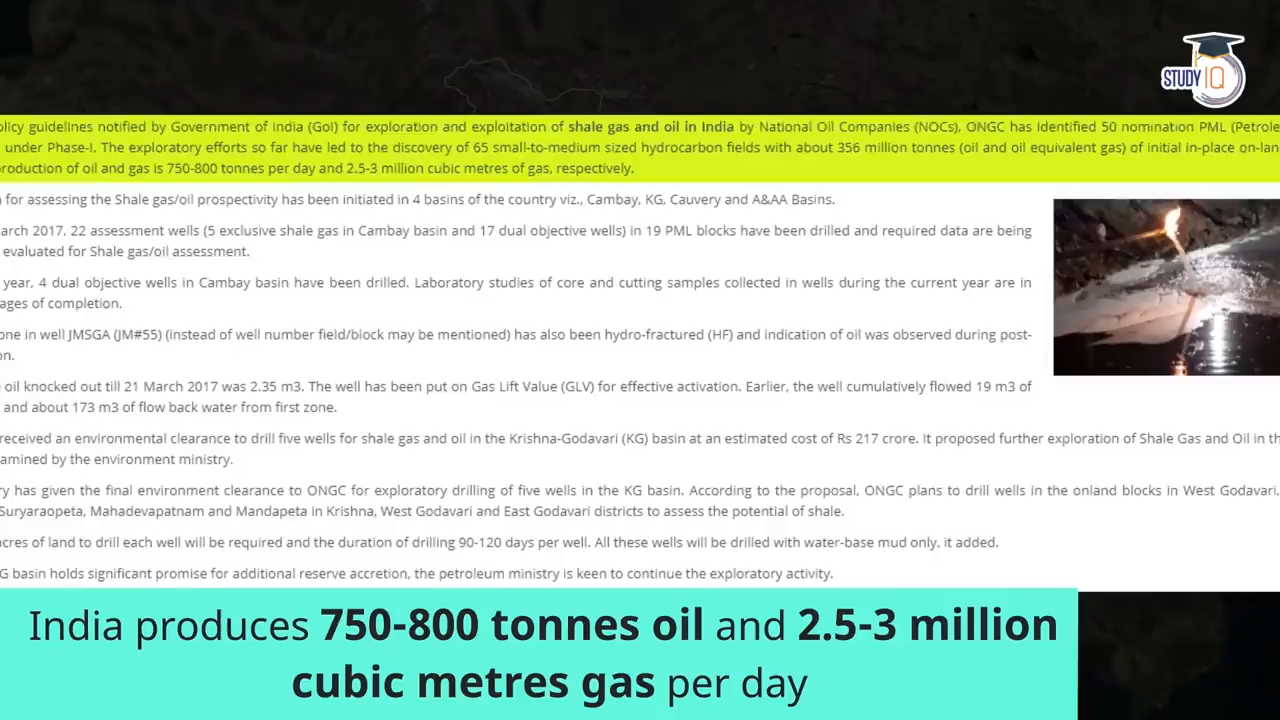 STUDY IQ
olicy guidelines notified by Government of India (GoI) for exploration and exploitation of shale gas and oil in India by National Oil Companies (NOCs), ONGC has identified 50 nomination PML (Petrole
under Phase-I. The exploratory efforts so far have led to the discovery of 65 small-to-medium sized hydrocarbon fields with about 356 million tonnes (oil and oil equivalent gas) of initial in-place on-lan
roduction of oil and gas is 750-800 tonnes per day and 2.5-3 million cubic metres of gas, respectively.
for assessing the Shale gas/oil prospectivity has been initiated in 4 basins of the country viz., Cambay, KG, Cauvery and A&AA Basins.
arch 2017, 22 assessment wells (5 exclusive shale gas in Cambay basin and 17 dual objective wells) in 19 PML blocks have been drilled and required data are being
evaluated for Shale gas/oil assessment.
year, 4 dual objective wells in Cambay basin have been drilled. Laboratory studies of core and cutting samples collected in wells during the current year are in
ages of completion.
one in well JMSGA (JM#55) (instead of well number field/block may be mentioned) has also been hydro-fractured (HF) and indication of oil was observed during post-
on.
oil knocked out till 21 March 2017 was 2.35 m3. The well has been put on Gas Lift Value (GLV) for effective activation. Earlier, the well cumulatively flowed 19 m3 of
and about 173 m3 of flow back water from first zone.
received an environmental clearance to drill five wells for shale gas and oil in the Krishna-Godavari (KG) basin at an estimated cost of Rs 217 crore. It proposed further exploration of Shale Gas and Oil in th
amined by the environment ministry.
ry has given the final environment clearance to ONGC for exploratory drilling of five wells in the KG basin. According to the proposal, ONGC plans to drill wells in the onland blocks in West Godavari,
Suryaraopeta, Mahadevapatnam and Mandapeta in Krishna, West Godavari and East Godavari districts to assess the potential of shale.
acres of land to drill each well will be required and the duration of drilling 90-120 days per well. All these wells will be drilled with water-base mud only, it added.
G basin holds significant promise for additional reserve accretion, the petroleum ministry is keen to continue the exploratory activity.
India produces 750-800 tonnes oil and 2.5-3 million
cubic metres gas per day